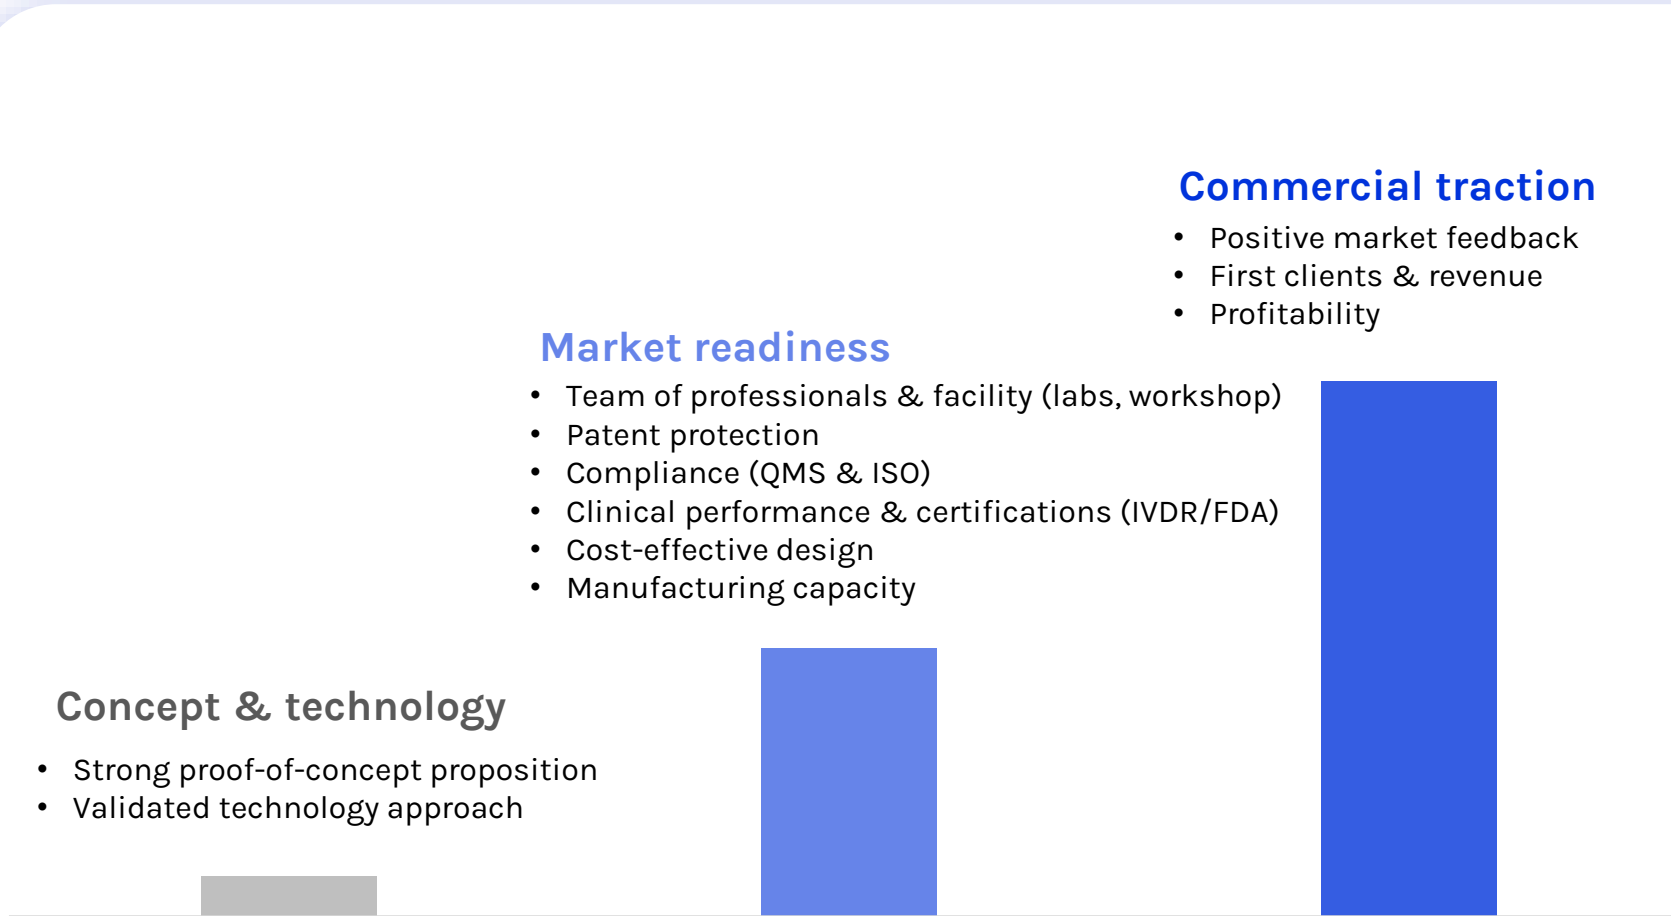 Commercial traction
• Positive market feedback
• First clients & revenue
• Profitability
Market readiness
• Team of professionals & facility (labs, workshop)
• Patent protection
• Compliance (QMS & ISO)
• Clinical performance & certifications (IVDR/FDA)
• Cost-effective design
• Manufacturing capacity
Concept & technology
• Strong proof-of-concept proposition
• Validated technology approach